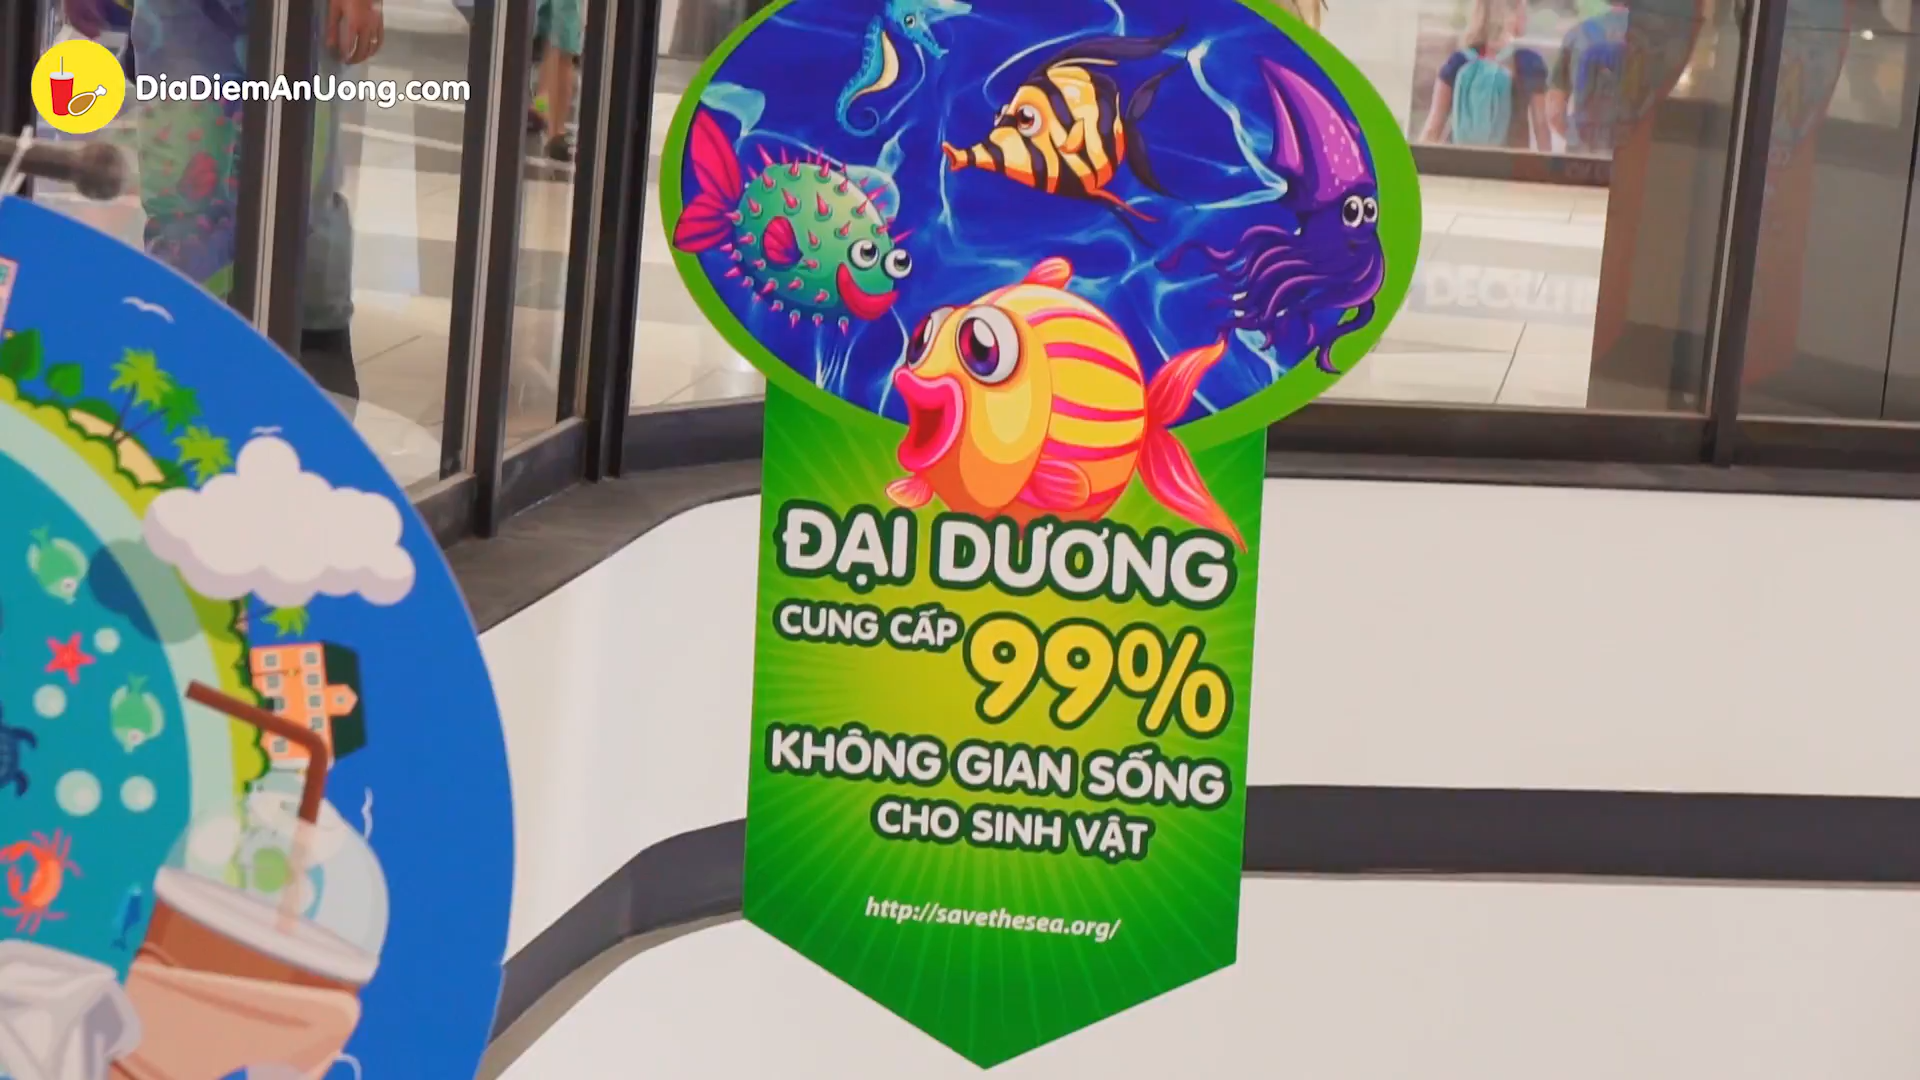 DiaDiemAnUong.com
ĐẠI DƯƠNG
CUNG CẤP 99%
KHÔNG GIAN SỐNG
CHO SINH VẬT
http://savethesea.org/